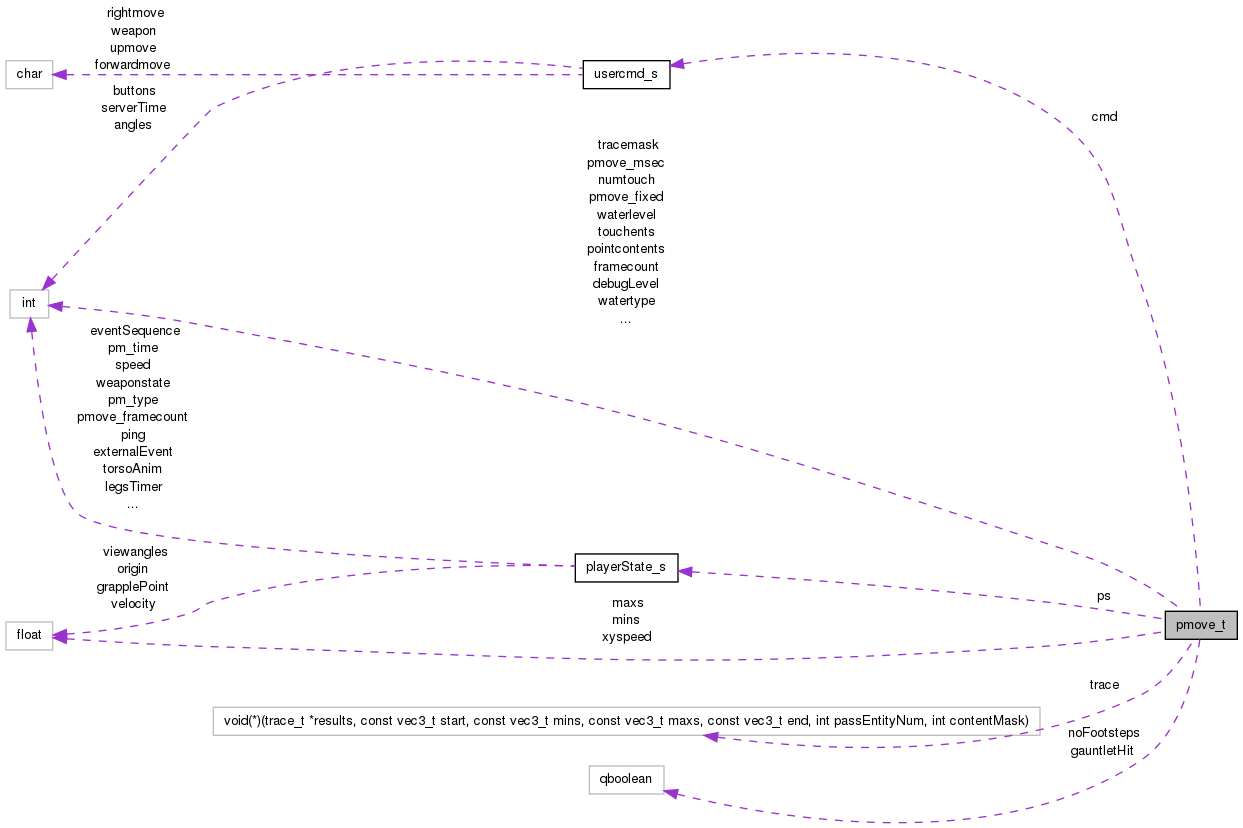 rightmove
weapon
upmove
forwardmove
char
usercmd_s
buttons
serverTime
angles
cmd
tracemask
pmove_msec
numtouch
pmove_fixed
waterlevel
touchents
pointcontents
framecount
debugLevel
watertype
...
int
eventSequence
pm_time
speed
weaponstate
pm_type
pmove_framecount
ping
externalEvent
torsoAnim
legsTimer
...
viewangles
origin
grapplePoint
velocity
playerState_s
ps
maxs
mins
xyspeed
float
pmove_t
trace
void(*)(trace_t *results, const vec3_t start, const vec3_t mins, const vec3_t maxs, const vec3_t end, int passEntityNum, int contentMask)
noFootsteps
gauntletHit
qboolean